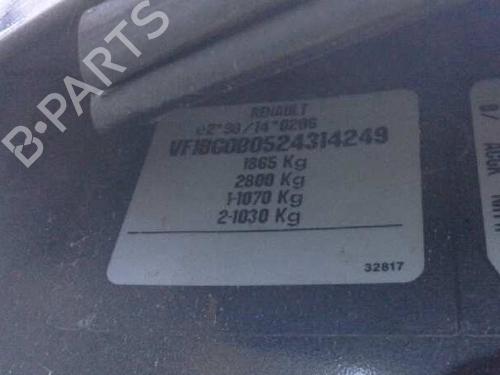 B-PARTS
RENAULT
e2*98/14*0206
VF1BG0B0524314249
1865 Kg
2800 Kg
1-1070 Kg
2-1030 Kg
32817